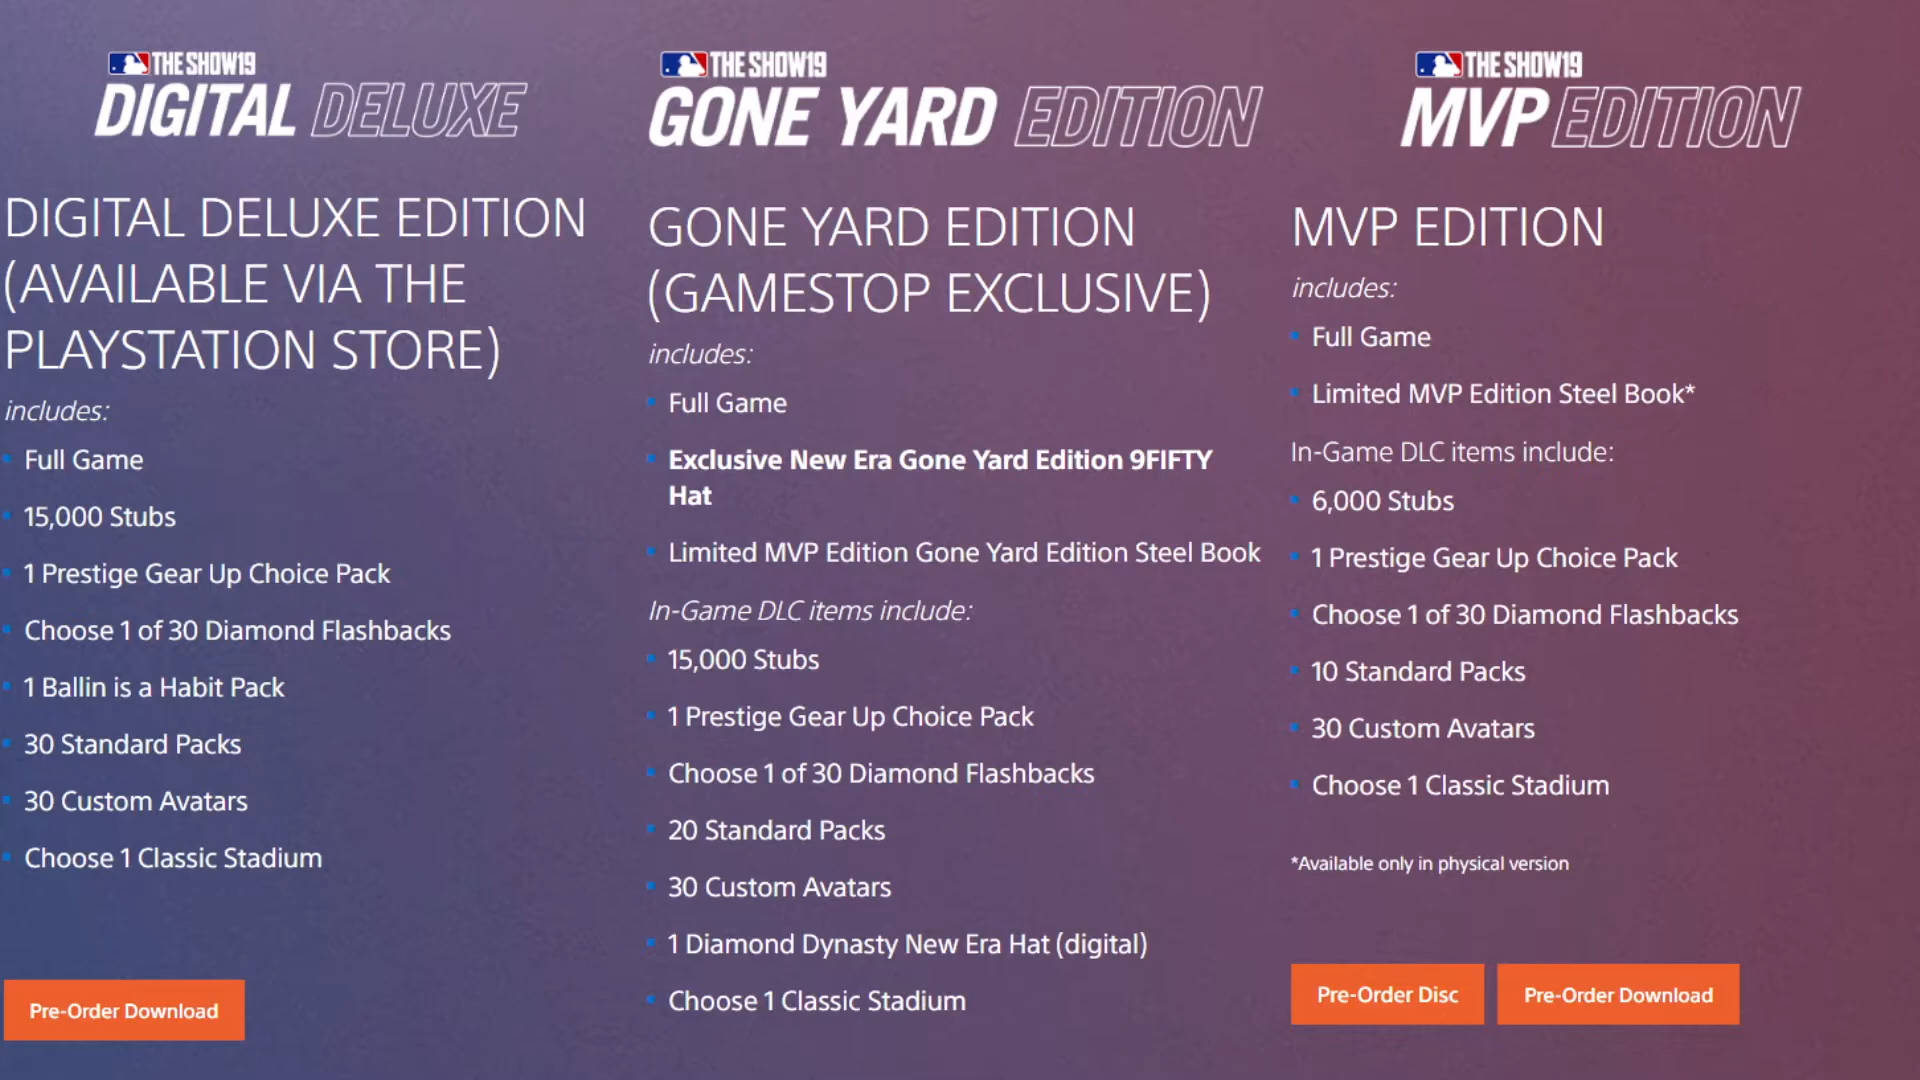 THE SHOW19
DIGITAL DELUXE
DIGITAL DELUXE EDITION
(AVAILABLE VIA THE
PLAYSTATION STORE)
includes:
Full Game
15,000 Stubs
1 Prestige Gear Up Choice Pack
Choose 1 of 30 Diamond Flashbacks
1 Ballin is a Habit Pack
30 Standard Packs
30 Custom Avatars
Choose 1 Classic Stadium
Pre-Order Download
THE SHOW19
GONE YARD EDITION
GONE YARD EDITION
(GAMESTOP EXCLUSIVE)
includes:
Full Game
Exclusive New Era Gone Yard Edition 9FIFTY
Hat
Limited MVP Edition Gone Yard Edition Steel Book
In-Game DLC items include:
15,000 Stubs
1 Prestige Gear Up Choice Pack
Choose 1 of 30 Diamond Flashbacks
20 Standard Packs
30 Custom Avatars
1 Diamond Dynasty New Era Hat (digital)
Choose 1 Classic Stadium
THE SHOW19
MVP EDITION
MVP EDITION
includes:
Full Game
Limited MVP Edition Steel Book*
In-Game DLC items include:
6,000 Stubs
1 Prestige Gear Up Choice Pack
Choose 1 of 30 Diamond Flashbacks
10 Standard Packs
30 Custom Avatars
Choose 1 Classic Stadium
*Available only in physical version
Pre-Order Disc
Pre-Order Download